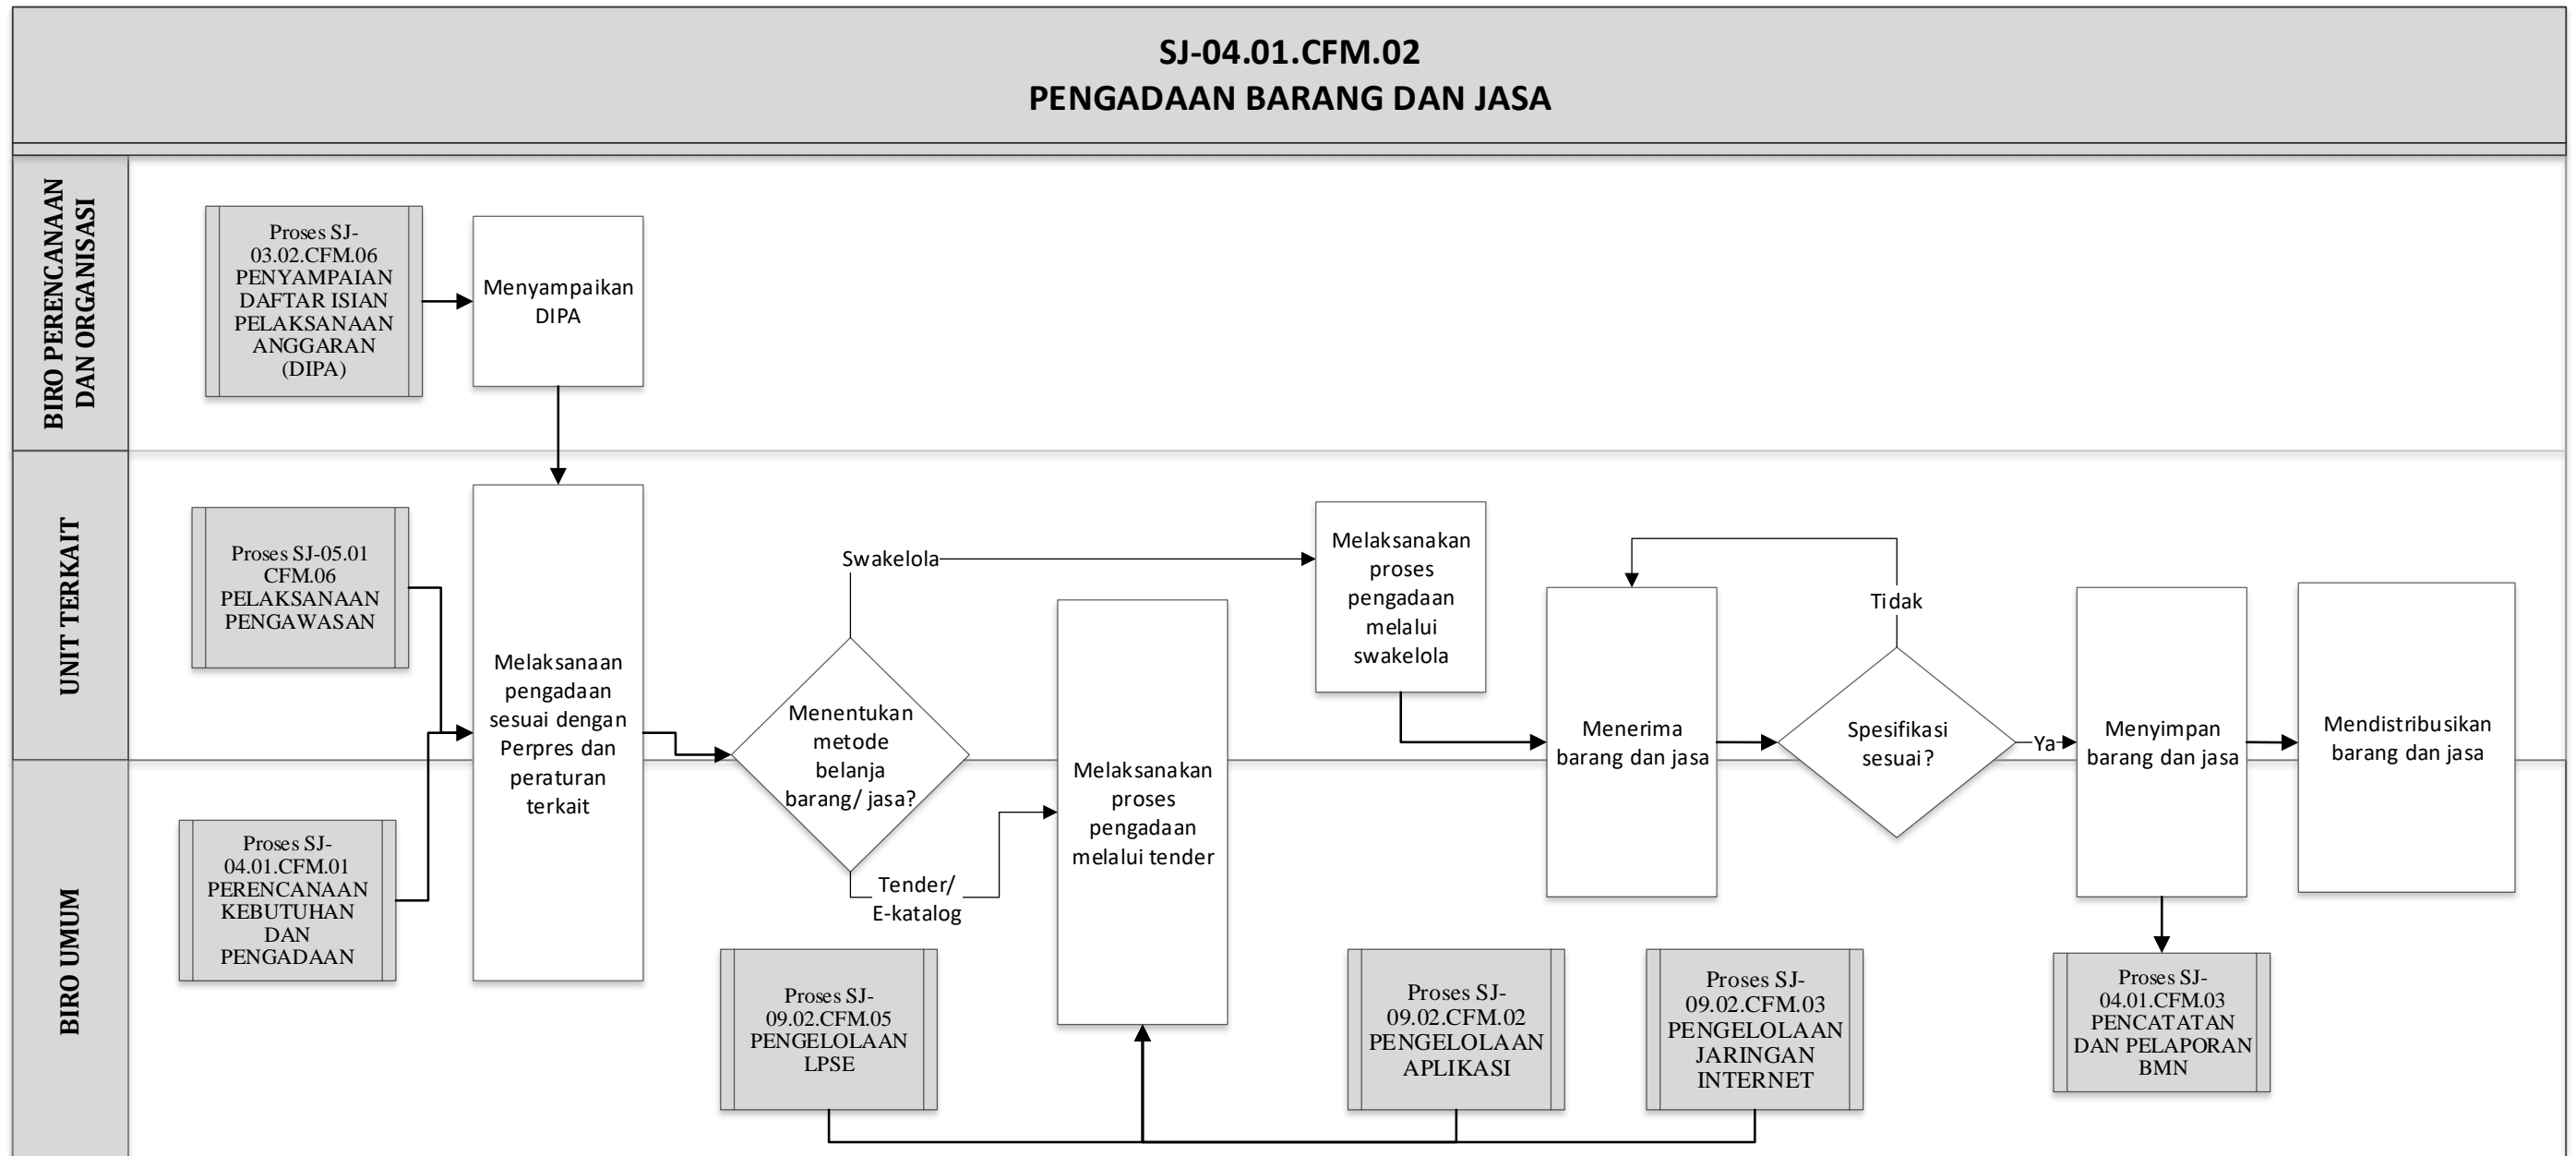 SJ-04.01.CFM.02
PENGADAAN BARANG DAN JASA
BIRO PERENCANAAN
DAN ORGANISASI
Proses SJ-
03.02.CFM.06
PENYAMPAIAN
DAFTAR ISIAN
PELAKSANAAN
ANGGARAN
(DIPA)
Menyampaikan
DIPA
UNIT TERKAIT
Proses SJ-05.01
CFM.06
PELAKSANAAN
PENGAWASAN
Melaksanaan
pengadaan
sesuai dengan
Perpres dan
peraturan
terkait
Menentukan
metode
belanja
barang/ jasa?
Swakelola
Tender/
E-katalog
Melaksanakan
proses
pengadaan
melalui tender
Melaksanakan
proses
pengadaan
melalui
swakelola
Menerima
barang dan jasa
Tidak
Spesifikasi
sesuai?
Ya
Menyimpan
barang dan jasa
Mendistribusikan
barang dan jasa
BIRO UMUM
Proses SJ-
04.01.CFM.01
PERENCANAAN
KEBUTUHAN
DAN
PENGADAAN
Proses SJ-
09.02.CFM.05
PENGELOLAAN
LPSE
Proses SJ-
09.02.CFM.02
PENGELOLAAN
APLIKASI
Proses SJ-
09.02.CFM.03
PENGELOLAAN
JARINGAN
INTERNET
Proses SJ-
04.01.CFM.03
PENCATATAN
DAN PELAPORAN
BMN